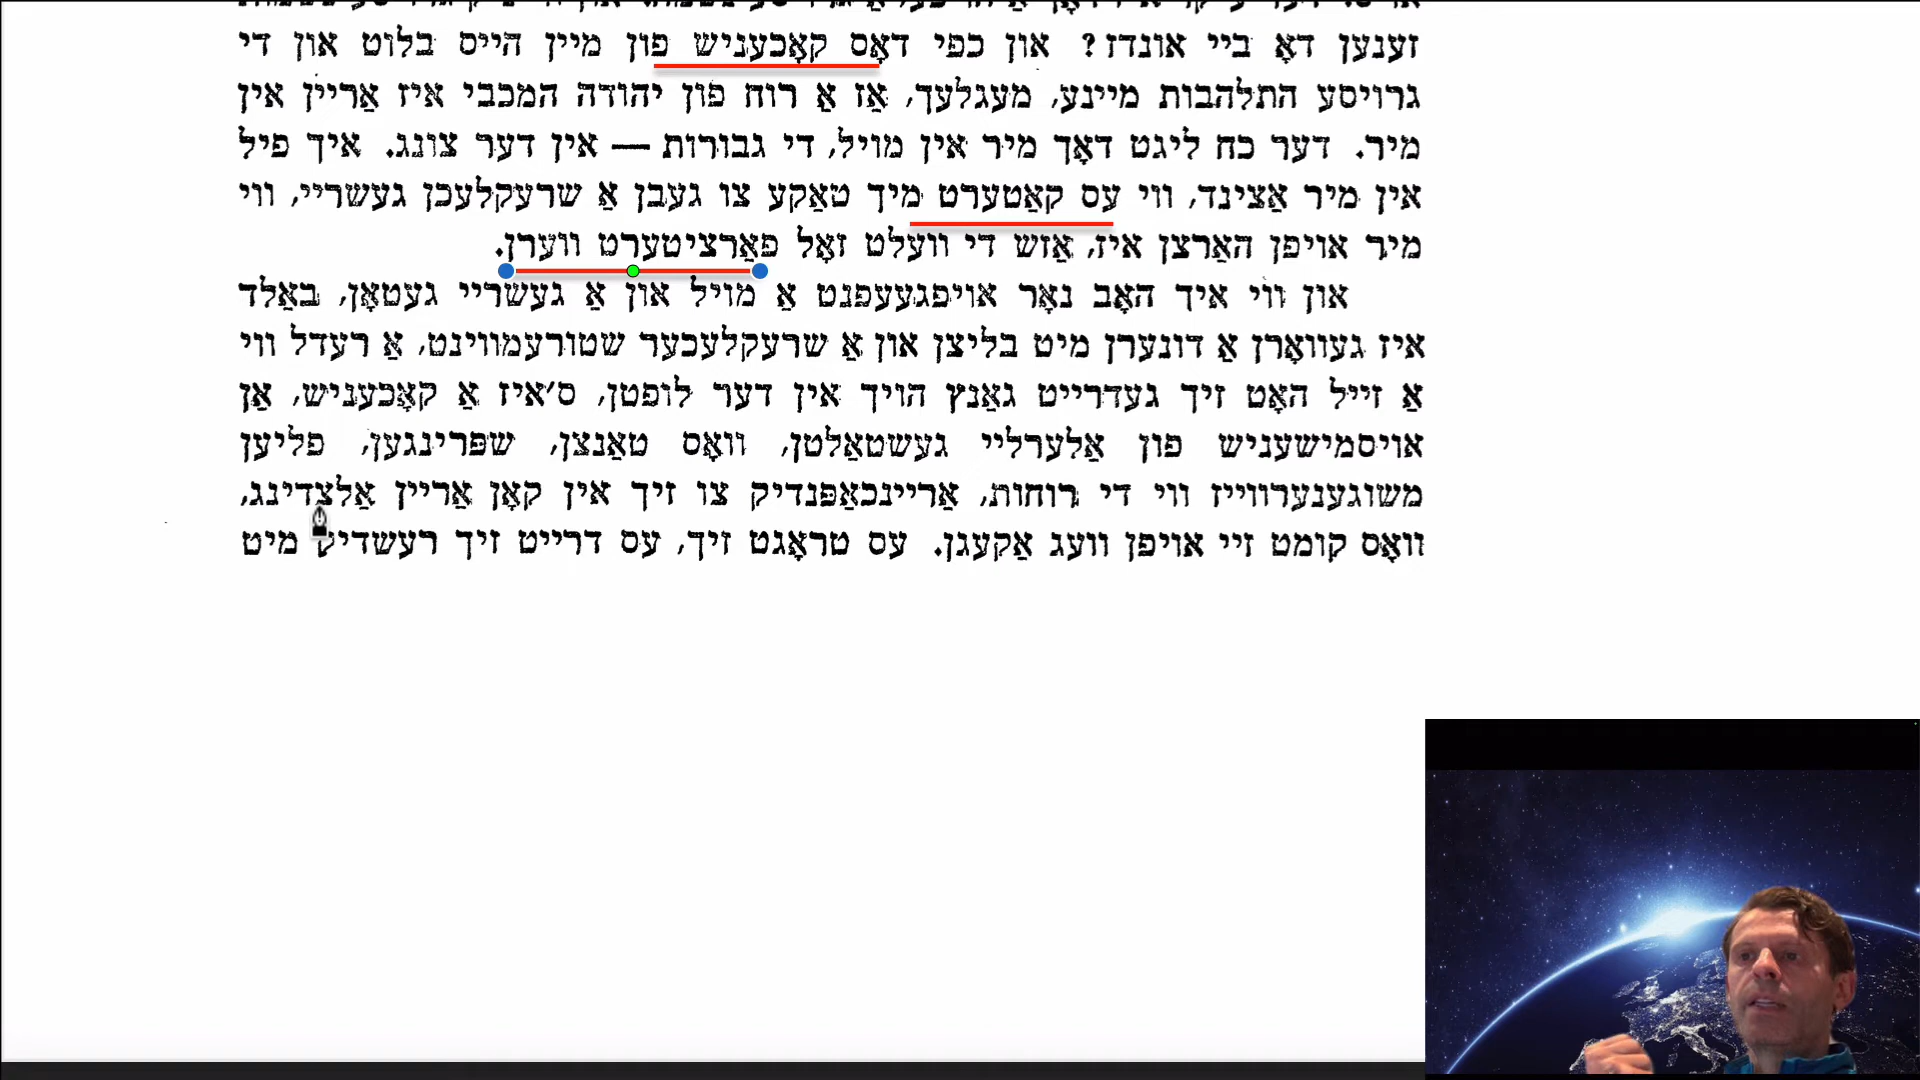 זענען דאָ ביי אונדז? און כפי דאָס קאָכעניש פון מיין הייס בלוט און די
גרויסע התלהבות מיינע, מעגלעך, אַז אַ רוח פון יהודה המכבי איז אַריין אין
מיר. דער כח ליגט דאָך מיר אין מויל, די גבורות — אין דער צונג. איך פיל
אין מיר אַצינד, ווי עס קאַטערט מיך טאַקע צו געבן אַ שרעקלעכן געשריי, ווי
מיר אויפן האַרצן איז, אַזש די וועלט זאָל פאַרציטערט ווערן.
און ווי איך האָב נאָר אויפגעעפנט אַ מויל און אַ געשריי געטאָן, באַלד
איז געוואָרן אַ דונערן מיט בליצן און אַ שרעקלעכער שטורעמווינט, אַ רעדל ווי
אַ זייל האָט זיך געדרייט גאַנץ הויך אין דער לופטן, ס׳איז אַ קאָכעניש, אַן
אויסמישעניש פון אַלערליי געשטאַלטן, וואָס טאַנצן, שפּרינגען, פליִען
משוגענערווייז ווי די רוחות, אַריינכאַפּנדיק צו זיך אין קאָן אַריין אַלצדינג,
וואָס קומט זיי אויפן וועג אַקעגן. עס טראָגט זיך, עס דרייט זיך רעשדיק מיט